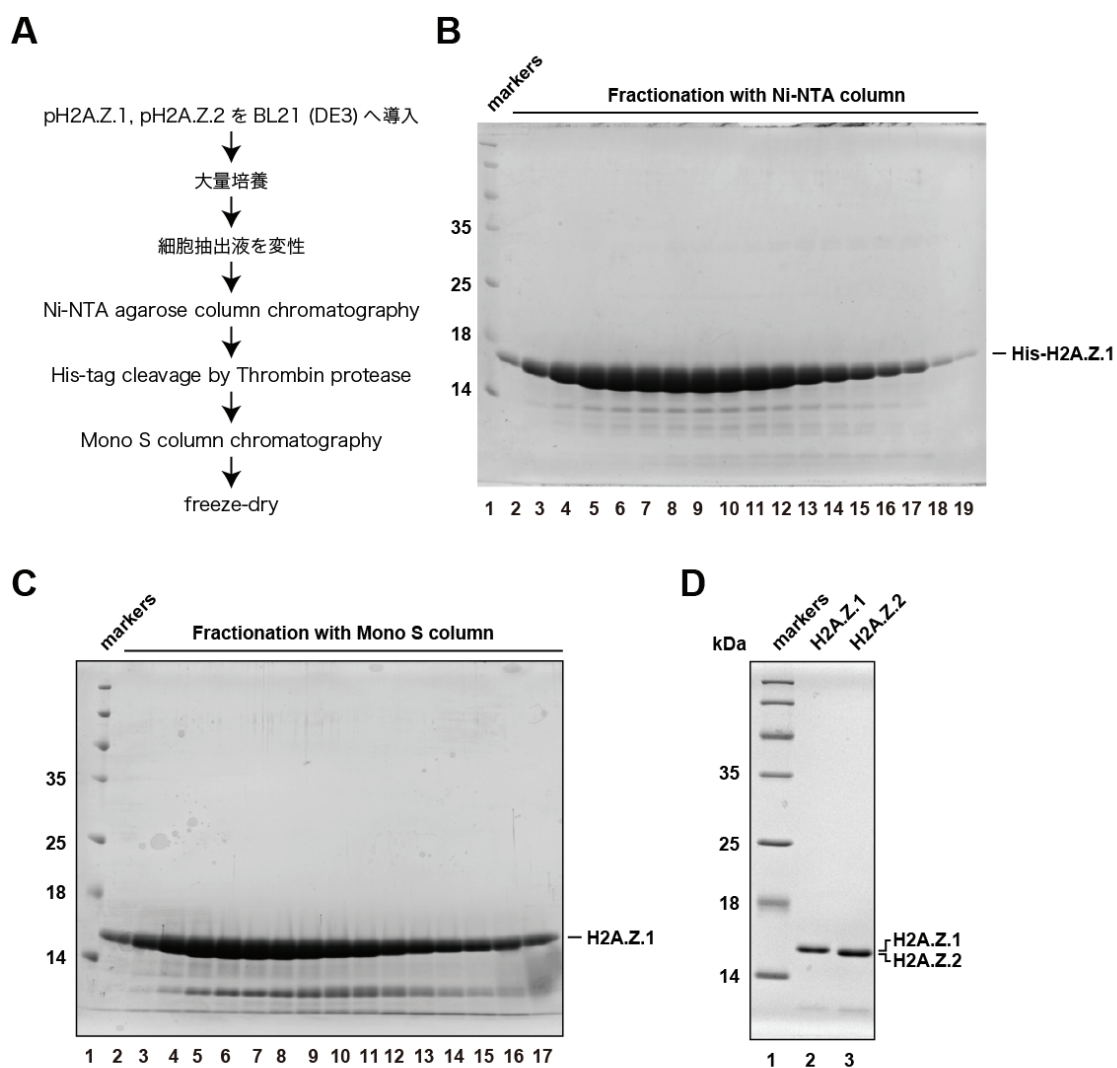 A
pH2A.Z.1, pH2A.Z.2 を BL21 (DE3) へ導入
大量培養
細胞抽出液を変性
Ni-NTA agarose column chromatography
His-tag cleavage by Thrombin protease
Mono S column chromatography
freeze-dry
B
markers
Fractionation with Ni-NTA column
35
25
18
14
His-H2A.Z.1
1 2 3 4 5 6 7 8 9 10 11 12 13 14 15 16 17 18 19
C
markers
Fractionation with Mono S column
35
25
18
14
H2A.Z.1
1 2 3 4 5 6 7 8 9 10 11 12 13 14 15 16 17
D
kDa
markers
H2A.Z.1
H2A.Z.2
35
25
18
14
H2A.Z.1
H2A.Z.2
1 2 3